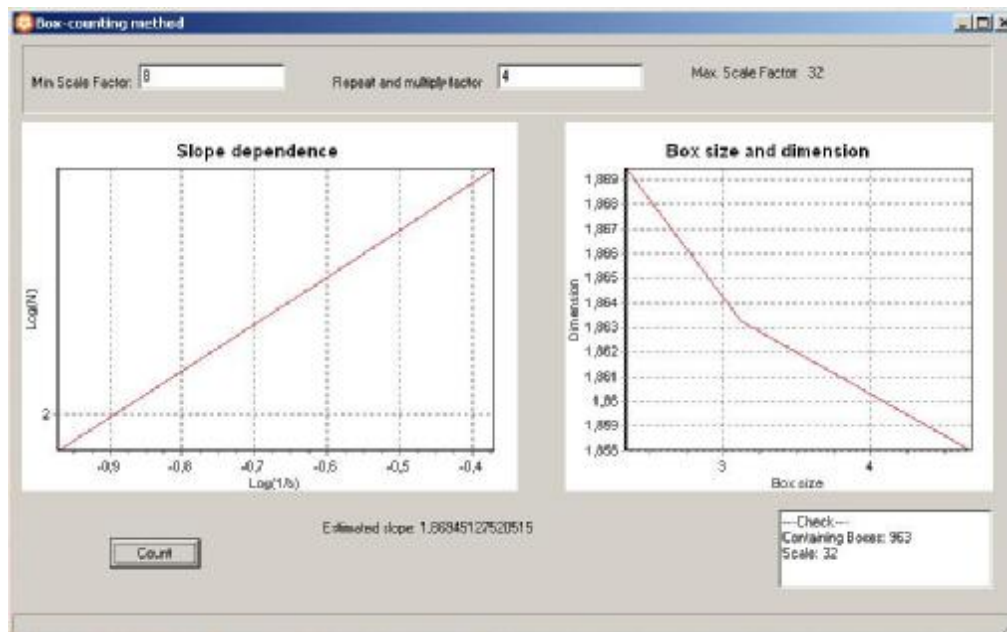 Box-counting method
Min Scale Factor: 8
Repeat and multiply factor 4
Max. Scale Factor: 32
Slope dependence
Log(N)
2
-0,9 -0,8 -0,7 -0,6 -0,5 -0,4
Log(1/s)
Box size and dimension
Dimension
1,869
1,868
1,867
1,866
1,865
1,864
1,863
1,862
1,861
1,86
1,859
1,858
3 4
Box size
Estimated slope: 1,86945127520515
Count
---Check---
Containing Boxes: 963
Scale: 32